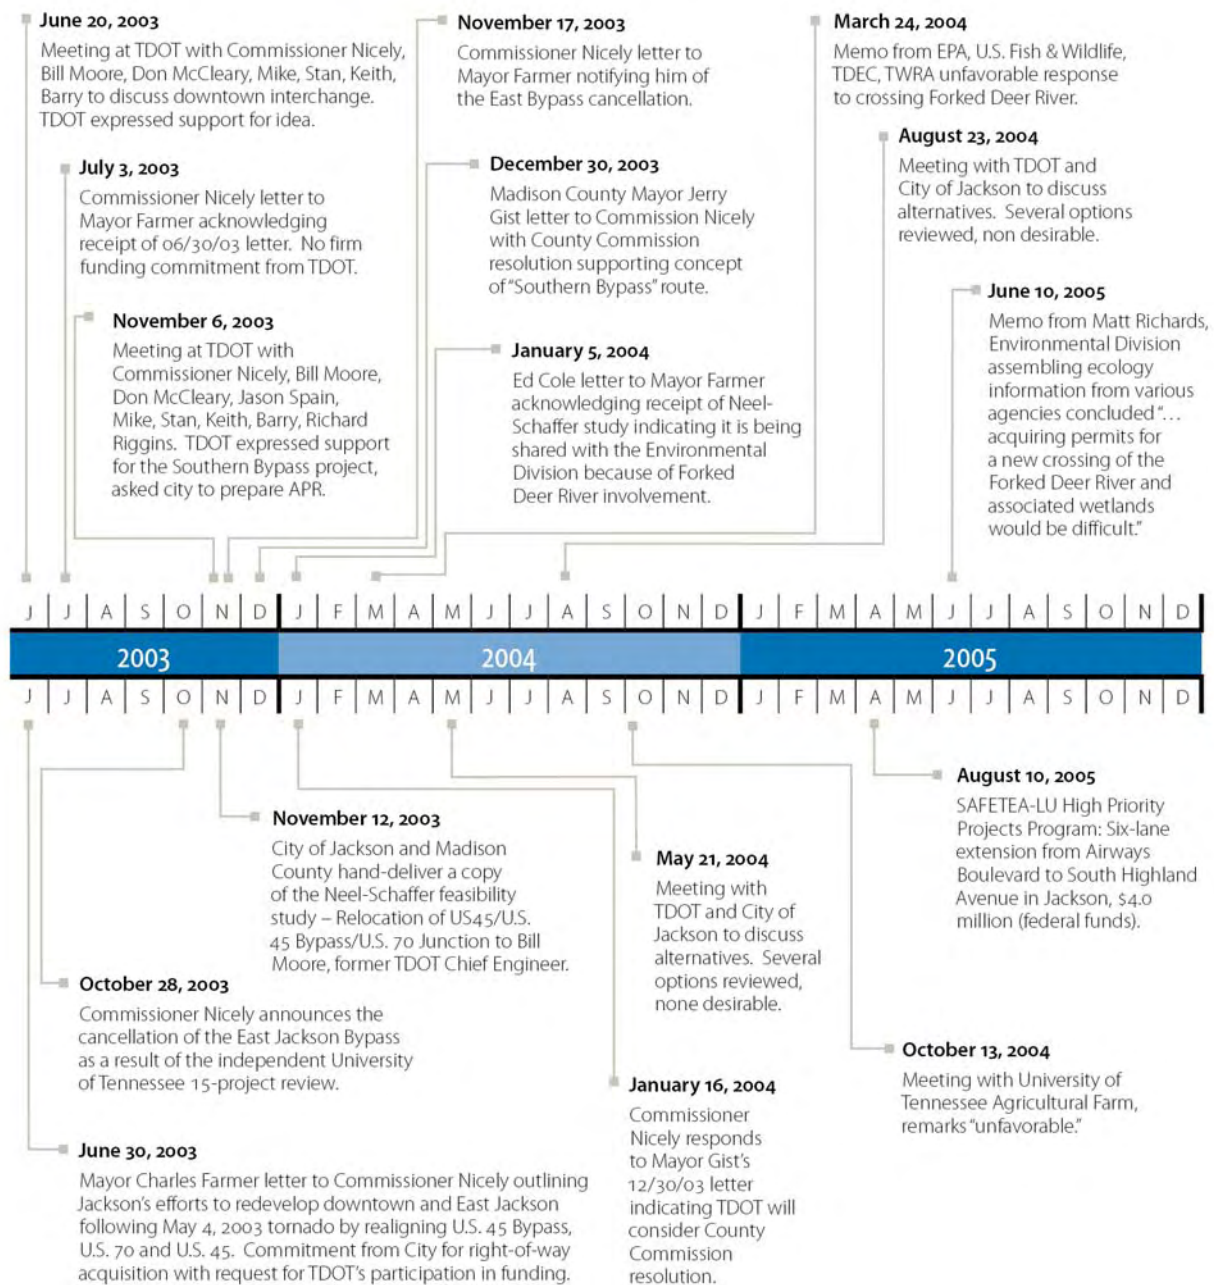 June 20, 2003
Meeting at TDOT with Commissioner Nicely,
Bill Moore, Don McCleary, Mike, Stan, Keith,
Barry to discuss downtown interchange.
TDOT expressed support for idea.
July 3, 2003
Commissioner Nicely letter to
Mayor Farmer acknowledging
receipt of 06/30/03 letter. No firm
funding commitment from TDOT.
November 6, 2003
Meeting at TDOT with
Commissioner Nicely, Bill Moore,
Don McCleary, Jason Spain,
Mike, Stan, Keith, Barry, Richard
Riggins. TDOT expressed support
for the Southern Bypass project,
asked city to prepare APR.
November 17, 2003
Commissioner Nicely letter to
Mayor Farmer notifying him of
the East Bypass cancellation.
December 30, 2003
Madison County Mayor Jerry
Gist letter to Commission Nicely
with County Commission
resolution supporting concept
of "Southern Bypass" route.
January 5, 2004
Ed Cole letter to Mayor Farmer
acknowledging receipt of Neel-
Schaffer study indicating it is being
shared with the Environmental
Division because of Forked
Deer River involvement.
March 24, 2004
Memo from EPA, U.S. Fish & Wildlife,
TDEC, TWRA unfavorable response
to crossing Forked Deer River.
August 23, 2004
Meeting with TDOT and
City of Jackson to discuss
alternatives. Several options
reviewed, non desirable.
June 10, 2005
Memo from Matt Richards,
Environmental Division
assembling ecology
information from various
agencies concluded "...
acquiring permits for
a new crossing of the
Forked Deer River and
associated wetlands
would be difficult."
J J A S O N D J F M A M J J A S O N D J F M A M J J A S O N D
2003 2004 2005
J J A S O N D J F M A M J J A S O N D J F M A M J J A S O N D
November 12, 2003
City of Jackson and Madison
County hand-deliver a copy
of the Neel-Schaffer feasibility
study – Relocation of US45/U.S.
45 Bypass/U.S. 70 Junction to Bill
Moore, former TDOT Chief Engineer.
October 28, 2003
Commissioner Nicely announces the
cancellation of the East Jackson Bypass
as a result of the independent University
of Tennessee 15-project review.
June 30, 2003
Mayor Charles Farmer letter to Commissioner Nicely outlining
Jackson's efforts to redevelop downtown and East Jackson
following May 4, 2003 tornado by realigning U.S. 45 Bypass,
U.S. 70 and U.S. 45. Commitment from City for right-of-way
acquisition with request for TDOT's participation in funding.
May 21, 2004
Meeting with
TDOT and City of
Jackson to discuss
alternatives. Several
options reviewed,
none desirable.
January 16, 2004
Commissioner
Nicely responds
to Mayor Gist's
12/30/03 letter
indicating TDOT will
consider County
Commission
resolution.
August 10, 2005
SAFETEA-LU High Priority
Projects Program: Six-lane
extension from Airways
Boulevard to South Highland
Avenue in Jackson, $4.0
million (federal funds).
October 13, 2004
Meeting with University of
Tennessee Agricultural Farm,
remarks "unfavorable."